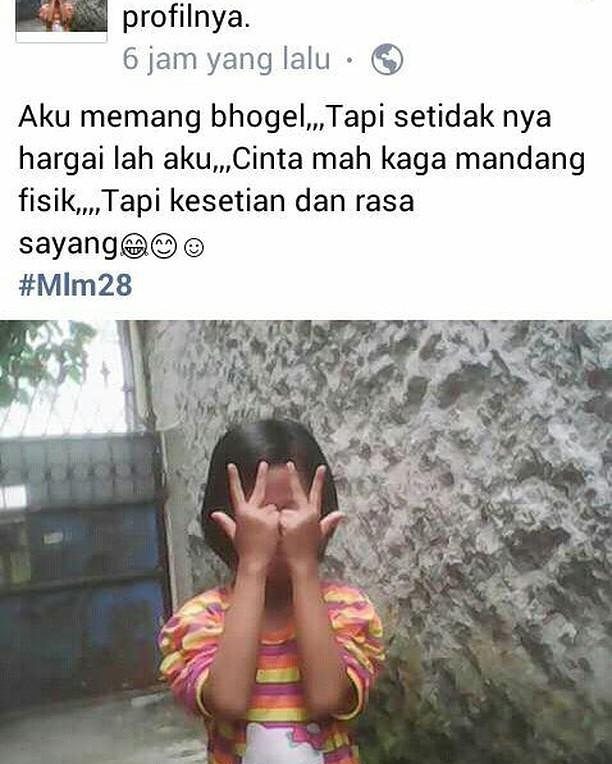 profilnya.
6 jam yang lalu ·
Aku memang bhogel,,,Tapi setidak nya
hargai lah aku,,,Cinta mah kaga mandang
fisik,,,,Tapi kesetian dan rasa
sayang😁😊☺
#Mlm28